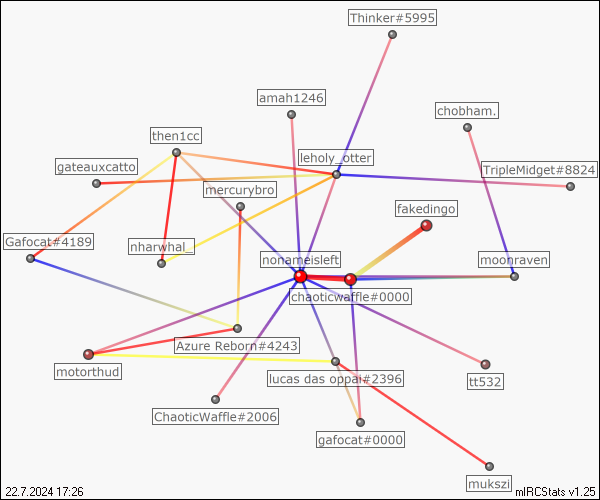 Thinker#5995
amah1246
chobham.
then1cc
leholy_otter
gateauxcatto
TripleMidget#8824
mercurybro
fakedingo
Gafocat#4189
nharwhal_
nonameisleft
moonraven
chaoticwaffle#0000
Azure Reborn#4243
motorthud
lucas das oppai#2396
tt532
ChaoticWaffle#2006
gafocat#0000
mukszi
22.7.2024 17:26
mIRCStats v1.25